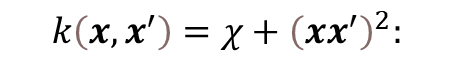 k(x, x′) = χ + (xx′)²: